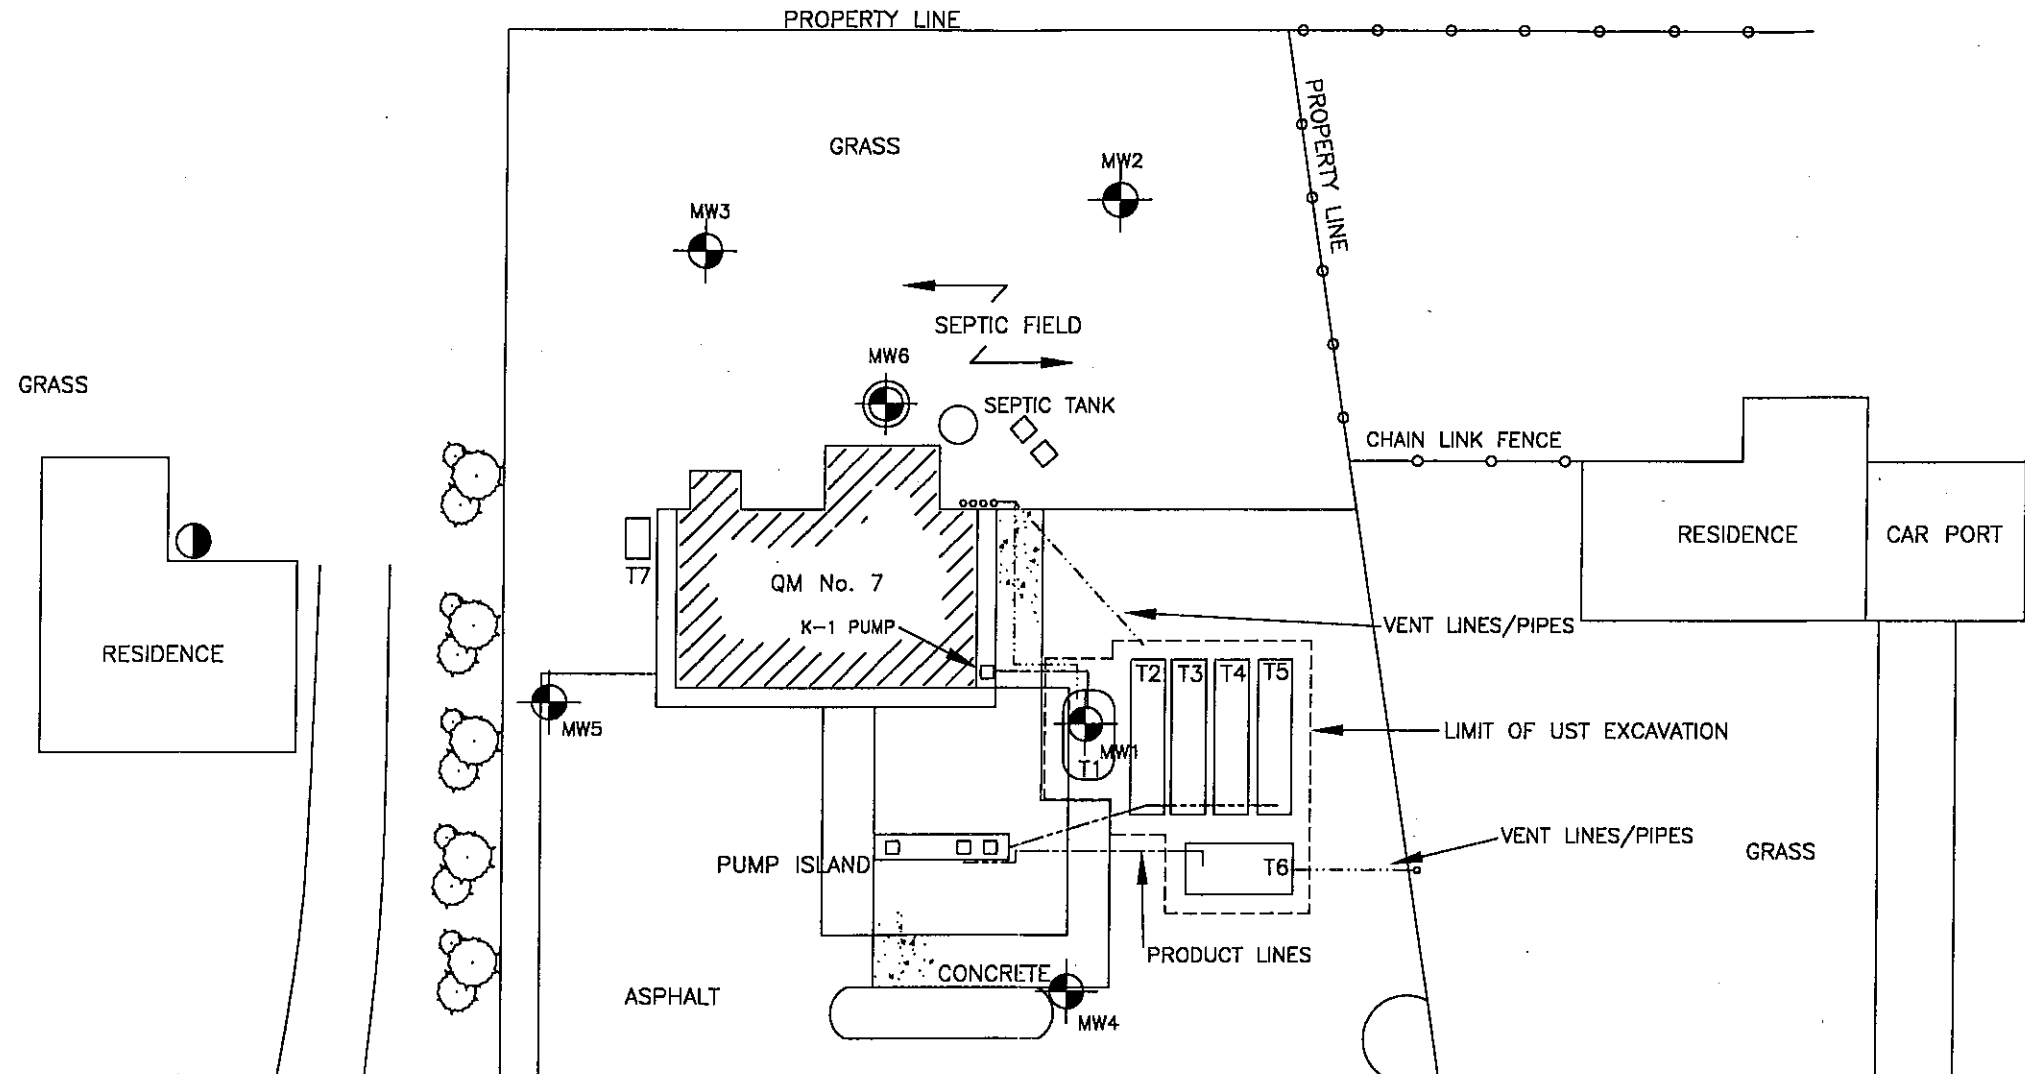 PROPERTY LINE
PROPERTY LINE
GRASS
MW2
MW3
SEPTIC FIELD
MW6
GRASS
SEPTIC TANK
CHAIN LINK FENCE
RESIDENCE
CAR PORT
T7
QM No. 7
K-1 PUMP
VENT LINES/PIPES
RESIDENCE
T2
T3
T4
T5
MW5
LIMIT OF UST EXCAVATION
MW1
T1
VENT LINES/PIPES
GRASS
PUMP ISLAND
T6
PRODUCT LINES
CONCRETE
ASPHALT
MW4